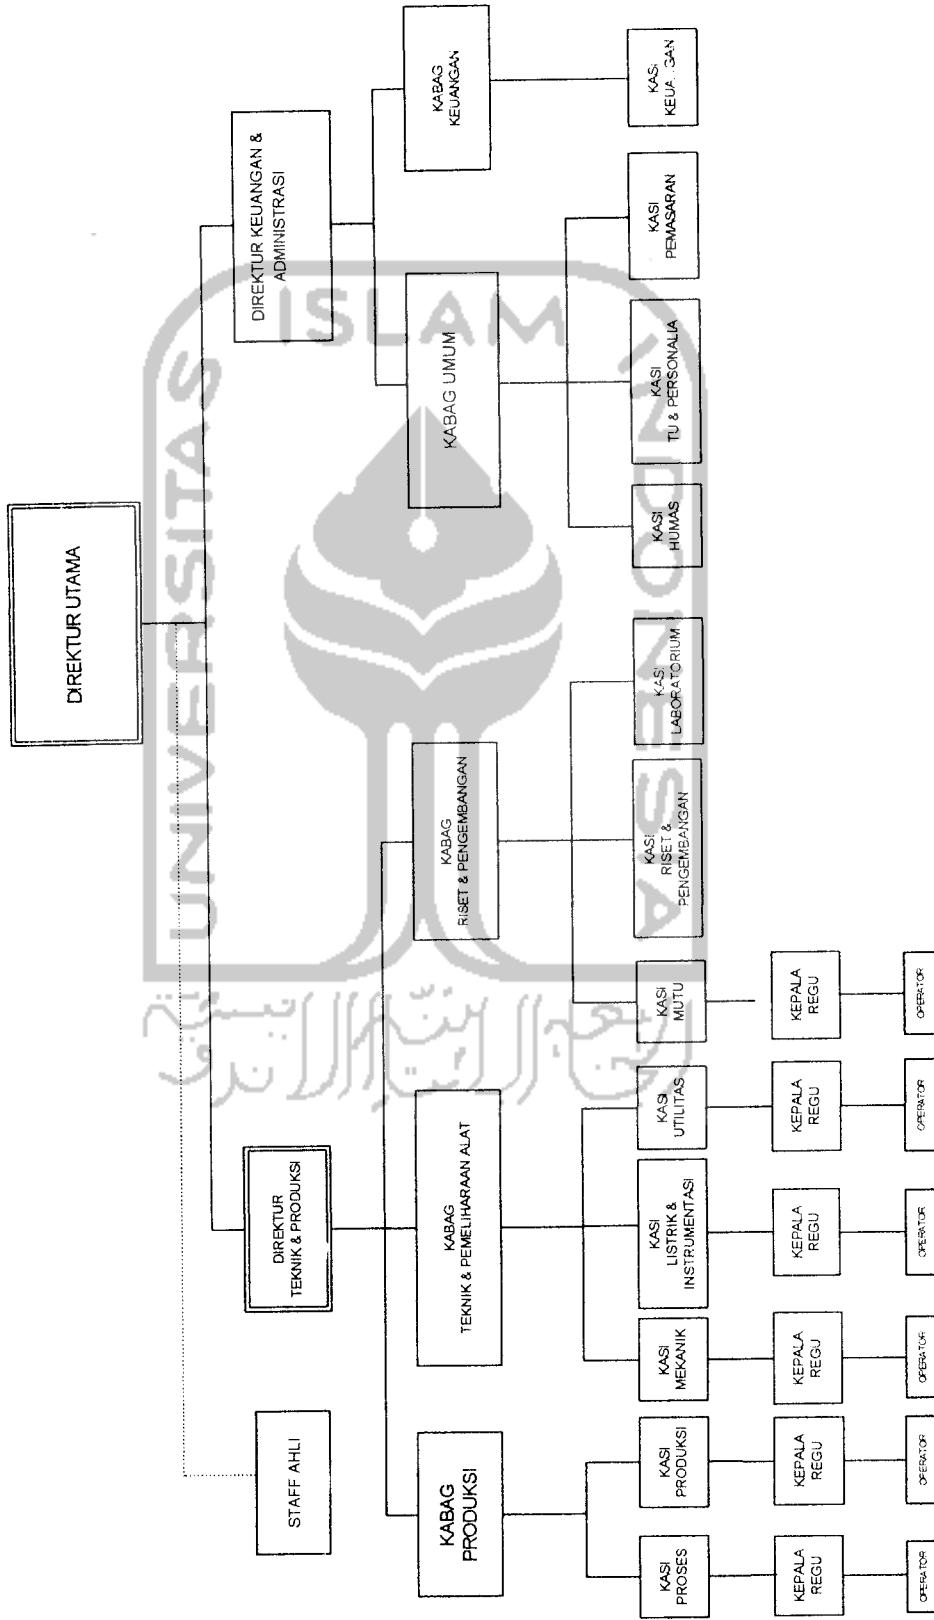 DIREKTUR UTAMA
STAFF AHLI
DIREKTUR
TEKNIK & PRODUKSI
DIREKTUR KEUANGAN &
ADMINISTRASI
KABAG
PRODUKSI
KABAG
TEKNIK & PEMELIHARAAN ALAT
KABAG
RISET & PENGEMBANGAN
KABAG UMUM
KABAG
KEUANGAN
KASI
PROSES
KASI
PRODUKSI
KASI
MEKANIK
KASI
LISTRIK &
INSTRUMENTASI
KASI
UTILITAS
KASI
MUTU
KASI
RISET &
PENGEMBANGAN
KASI
LABORATORIUM
KASI
HUMAS
KASI
TU & PERSONALIA
KASI
PEMASARAN
KASI
KEPALA
REGU
KEPALA
REGU
KEPALA
REGU
KEPALA
REGU
KEPALA
REGU
KEPALA
REGU
OPERATOR
OPERATOR
OPERATOR
OPERATOR
OPERATOR
OPERATOR
UNIVERSITAS
ISLAM
INDONESIA